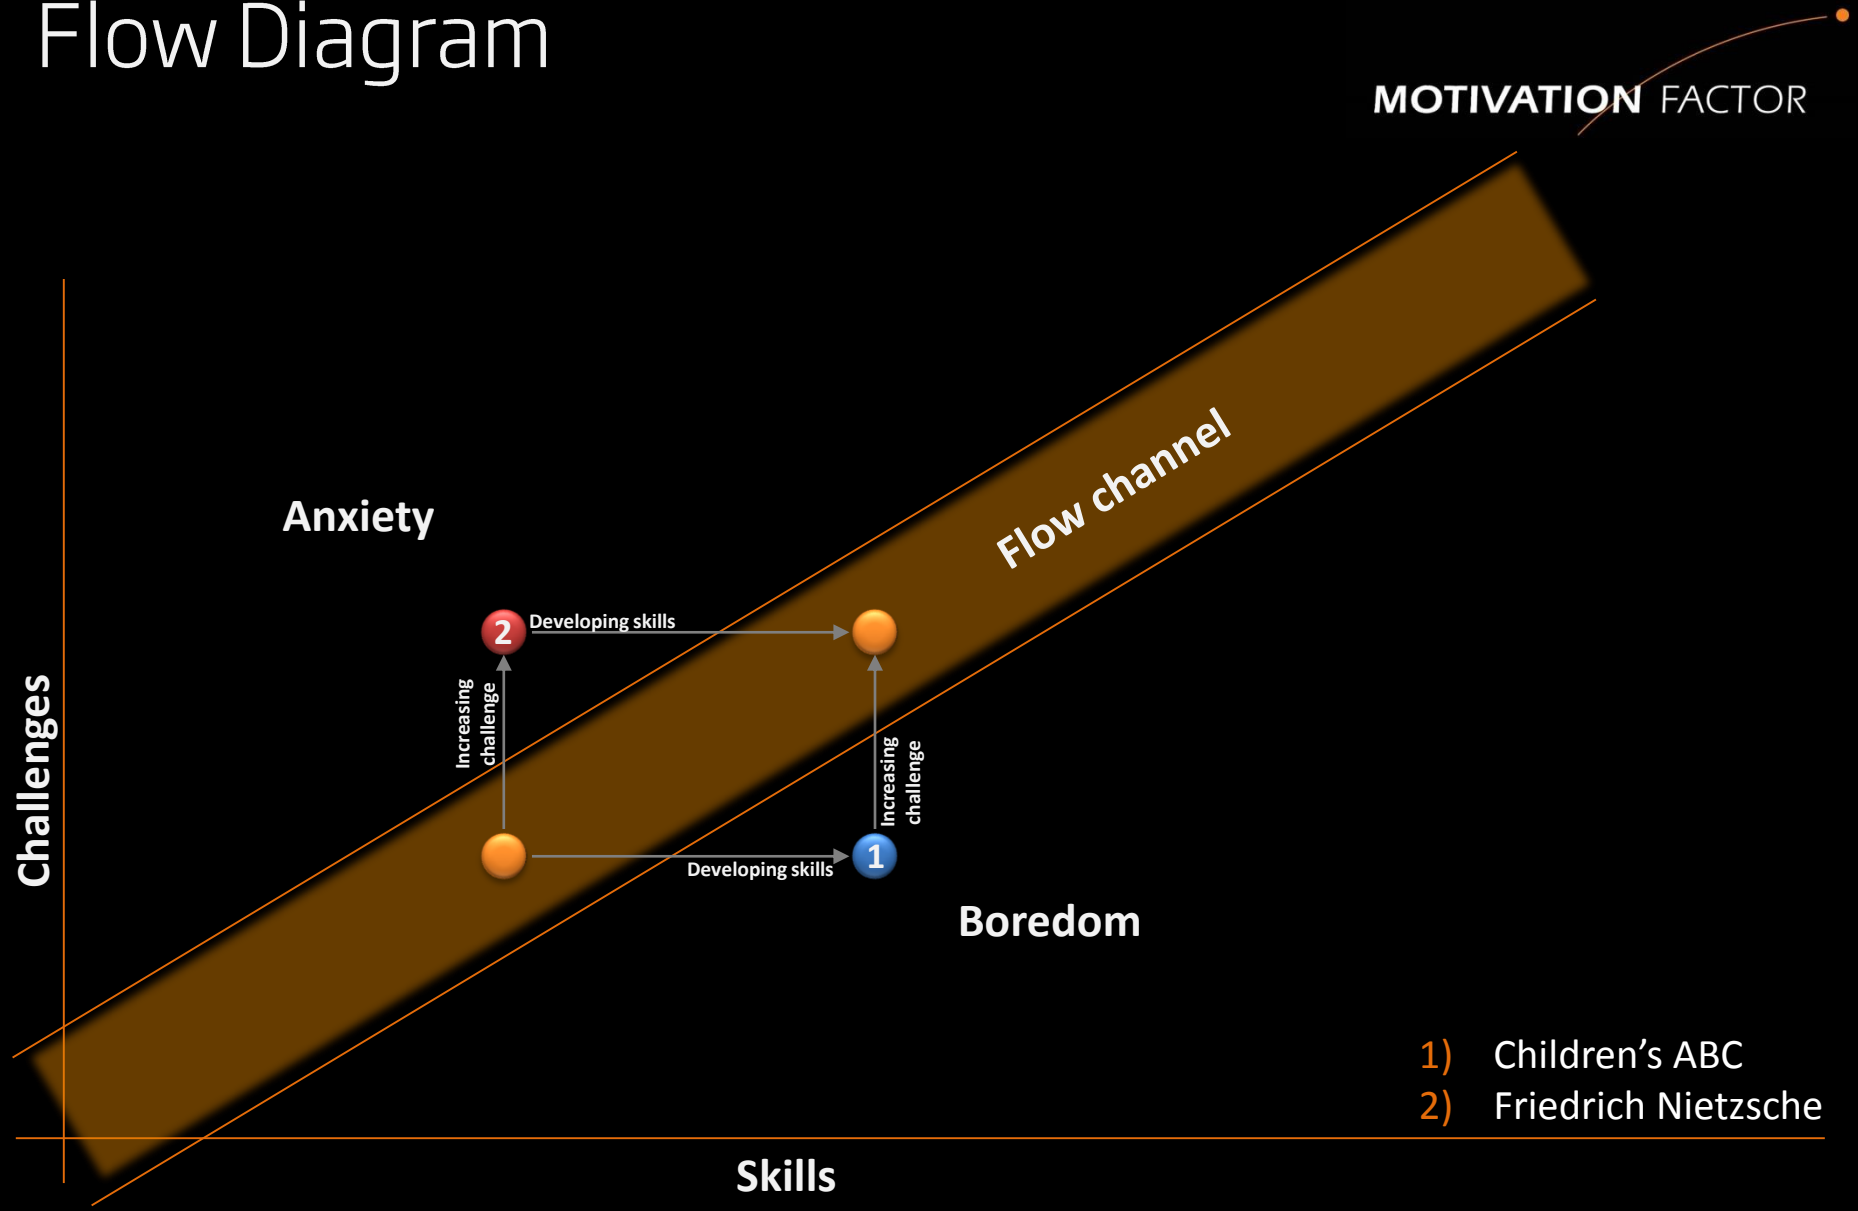 Flow Diagram
MOTIVATION FACTOR
Flow channel
Anxiety
2
Developing skills
Increasing
challenge
Increasing
challenge
1
Developing skills
Challenges
Boredom
1) Children’s ABC
2) Friedrich Nietzsche
Skills